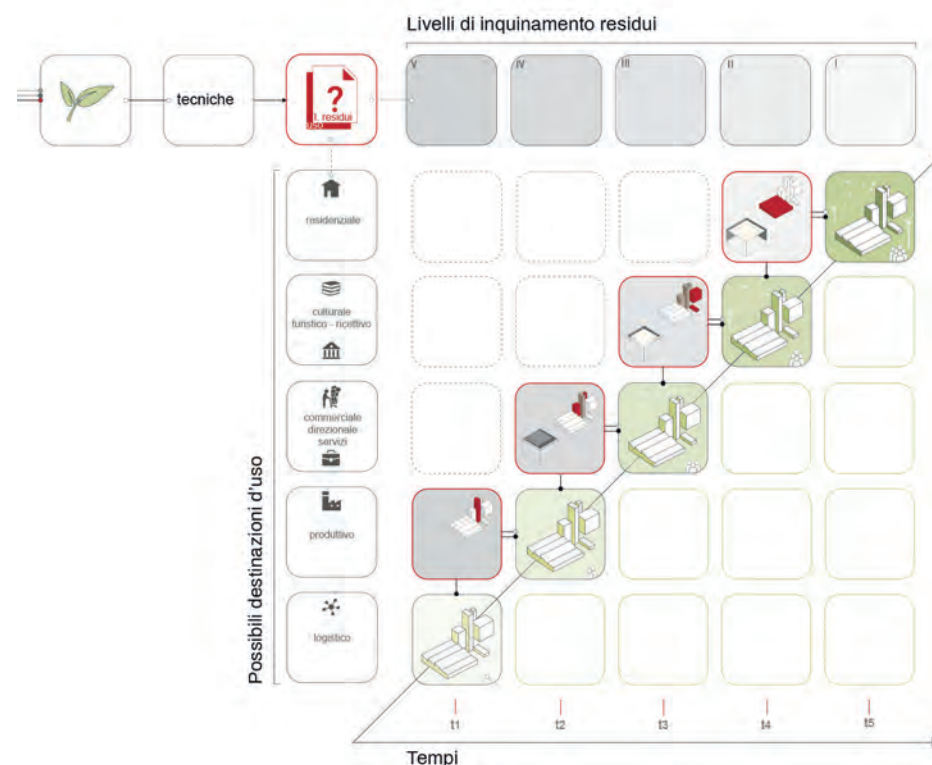 Livelli di inquinamento residui
V
IV
III
II
I
tecniche
?
l. residui
uso
Possibili destinazioni d'uso
residenziale
culturale
turistico - ricettivo
commerciale
direzionale
servizi
produttivo
logistico
t1
t2
t3
t4
t5
Tempi